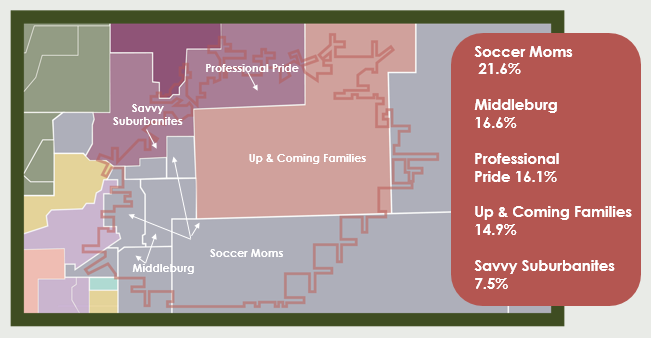 Professional Pride
Savvy
Suburbanites
Up & Coming Families
Soccer Moms
Middleburg
Soccer Moms
21.6%
Middleburg
16.6%
Professional
Pride 16.1%
Up & Coming Families
14.9%
Savvy Suburbanites
7.5%